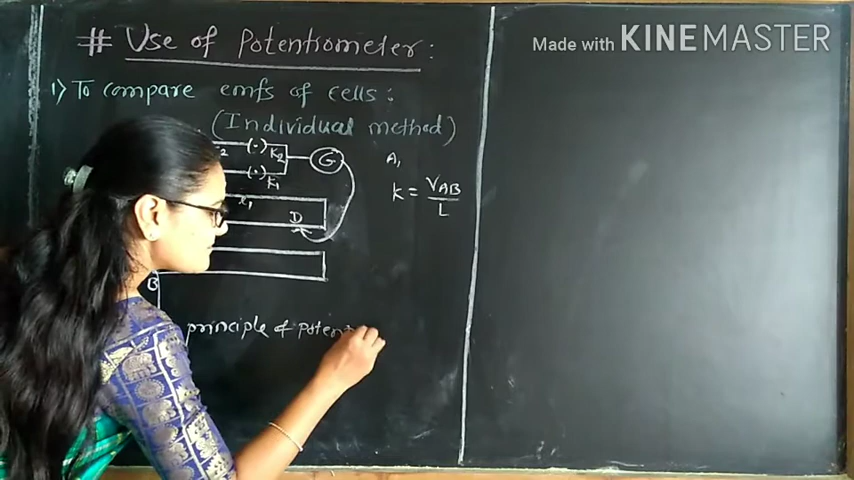 # Use of Potentiometer:
Made with KINEMASTER
1) To compare emfs of cells:
(Individual method)
K2
G
A,
K1
K = VAB / L
D
B
principle of potent